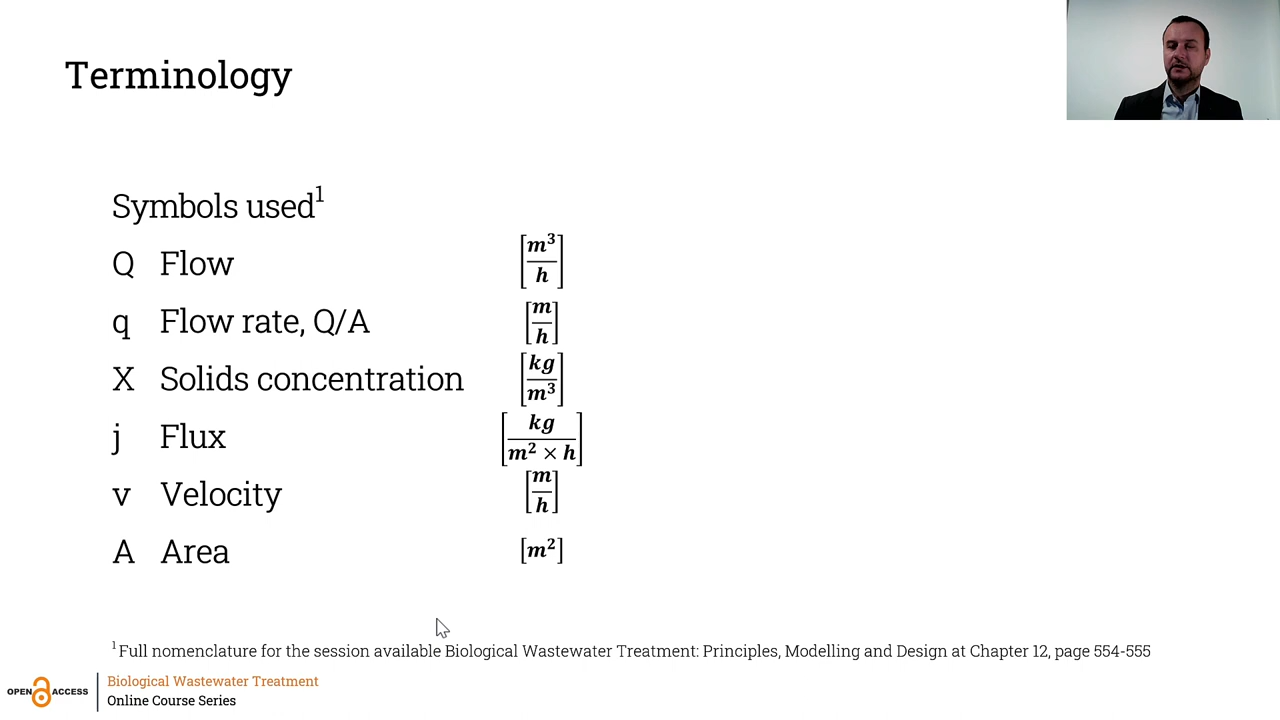 Terminology
Symbols used¹
Q Flow [m³/h]
q Flow rate, Q/A [m/h]
X Solids concentration [kg/m³]
j Flux [kg/m² × h]
v Velocity [m/h]
A Area [m²]
¹Full nomenclature for the session available Biological Wastewater Treatment: Principles, Modelling and Design at Chapter 12, page 554-555
OPEN ACCESS
Biological Wastewater Treatment
Online Course Series